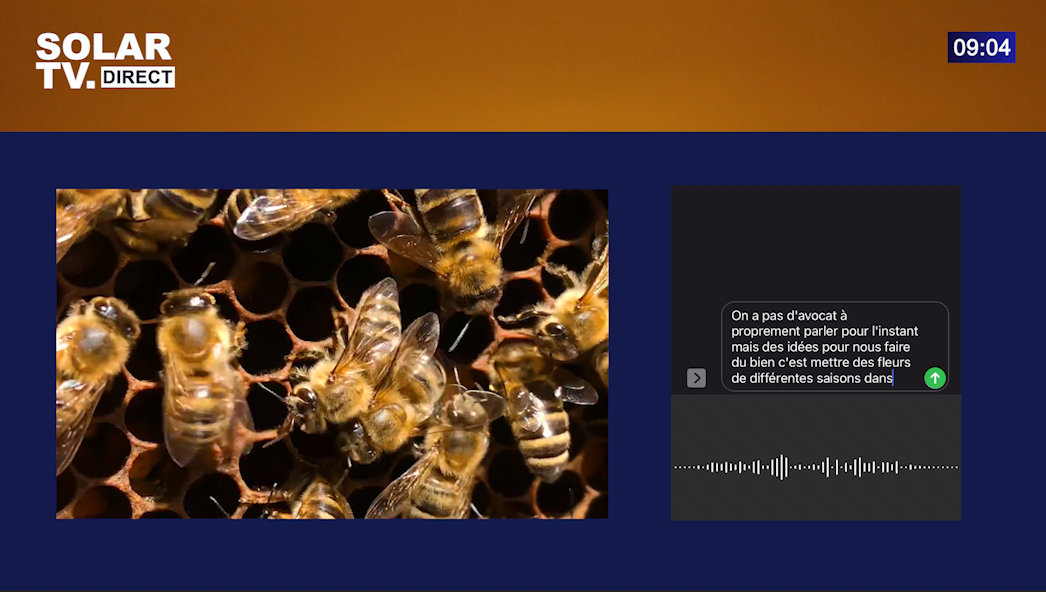 SOLAR
TV. DIRECT
09:04
On a pas d'avocat à
proprement parler pour l'instant
mais des idées pour nous faire
du bien c'est mettre des fleurs
de différentes saisons dans